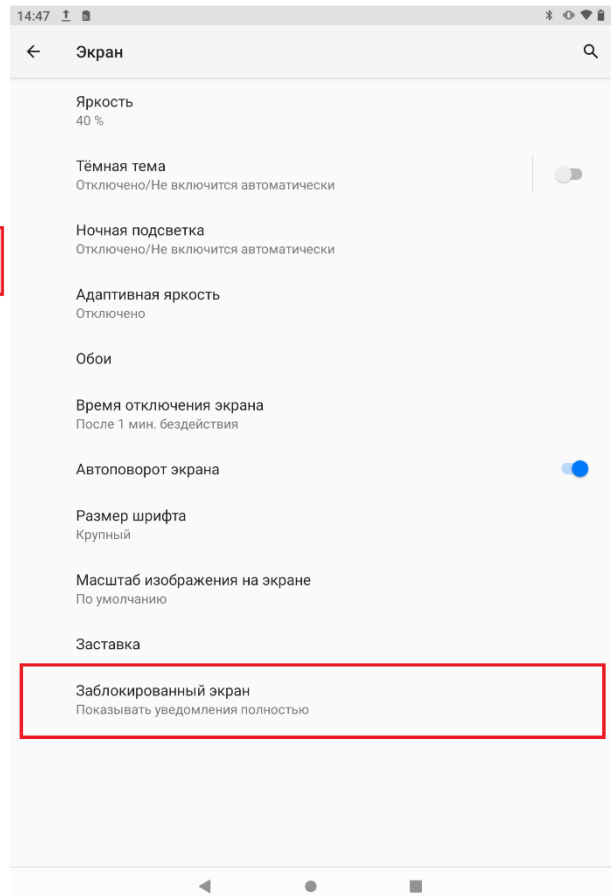 14:47
Экран
Яркость
40 %
Тёмная тема
Отключено/Не включится автоматически
Ночная подсветка
Отключено/Не включится автоматически
Адаптивная яркость
Отключено
Обои
Время отключения экрана
После 1 мин. бездействия
Автоповорот экрана
Размер шрифта
Крупный
Масштаб изображения на экране
По умолчанию
Заставка
Заблокированный экран
Показывать уведомления полностью